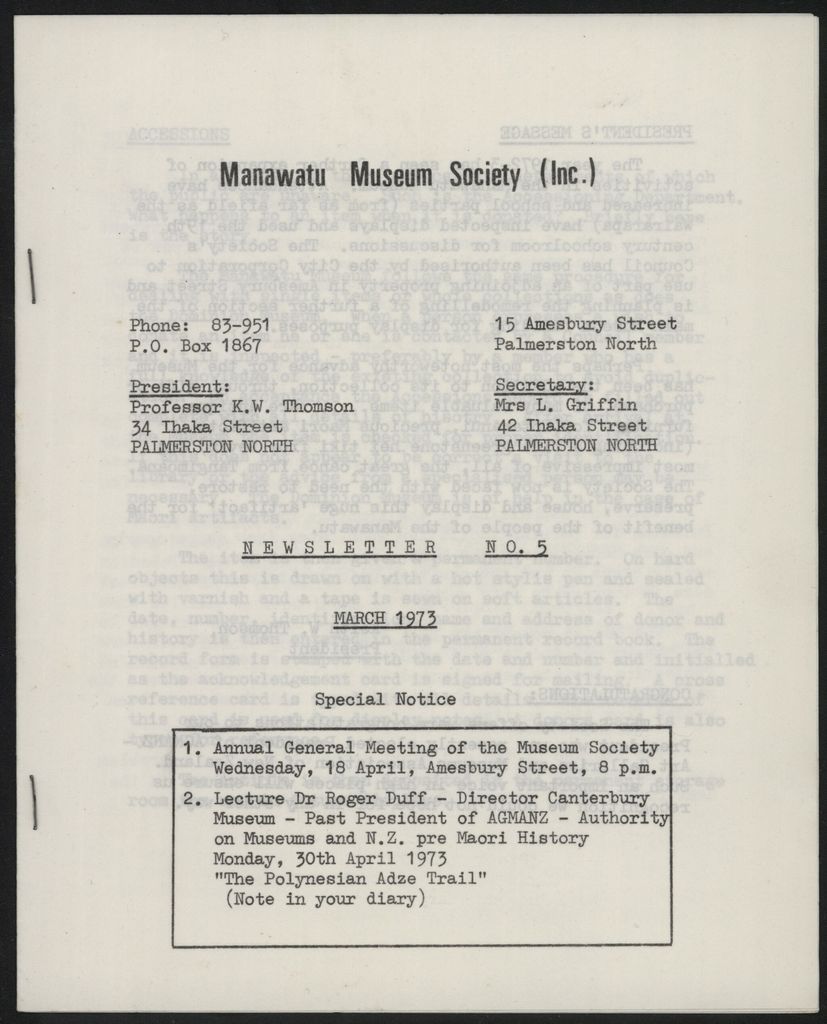 Manawatu Museum Society (Inc.)
Phone: 83-951
P.O. Box 1867
15 Amesbury Street
Palmerston North
President:
Professor K.W. Thomson
34 Ihaka Street
PALMERSTON NORTH
Secretary:
Mrs L. Griffin
42 Ihaka Street
PALMERSTON NORTH
NEWSLETTER NO. 5
MARCH 1973
Special Notice
1. Annual General Meeting of the Museum Society
Wednesday, 18 April, Amesbury Street, 8 p.m.
2. Lecture Dr Roger Duff - Director Canterbury
Museum - Past President of AGMANZ - Authority
on Museums and N.Z. pre Maori History
Monday, 30th April 1973
"The Polynesian Adze Trail"
(Note in your diary)